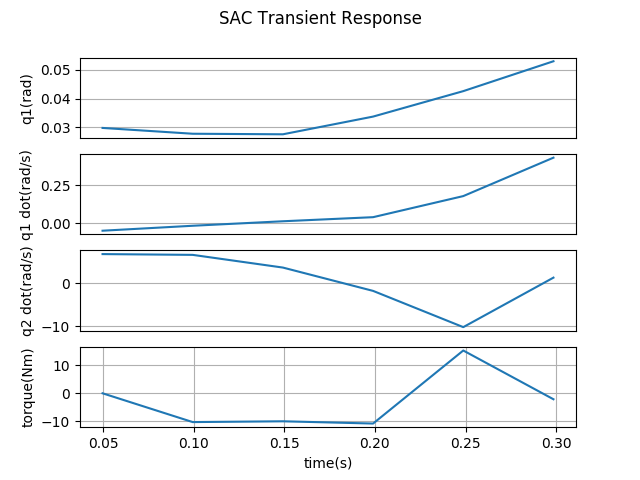 SAC Transient Response
q1(rad)
0.05
0.04
0.03
q1 dot(rad/s)
0.25
0.00
q2 dot(rad/s)
0
−10
torque(Nm)
10
0
−10
0.05 0.10 0.15 0.20 0.25 0.30
time(s)